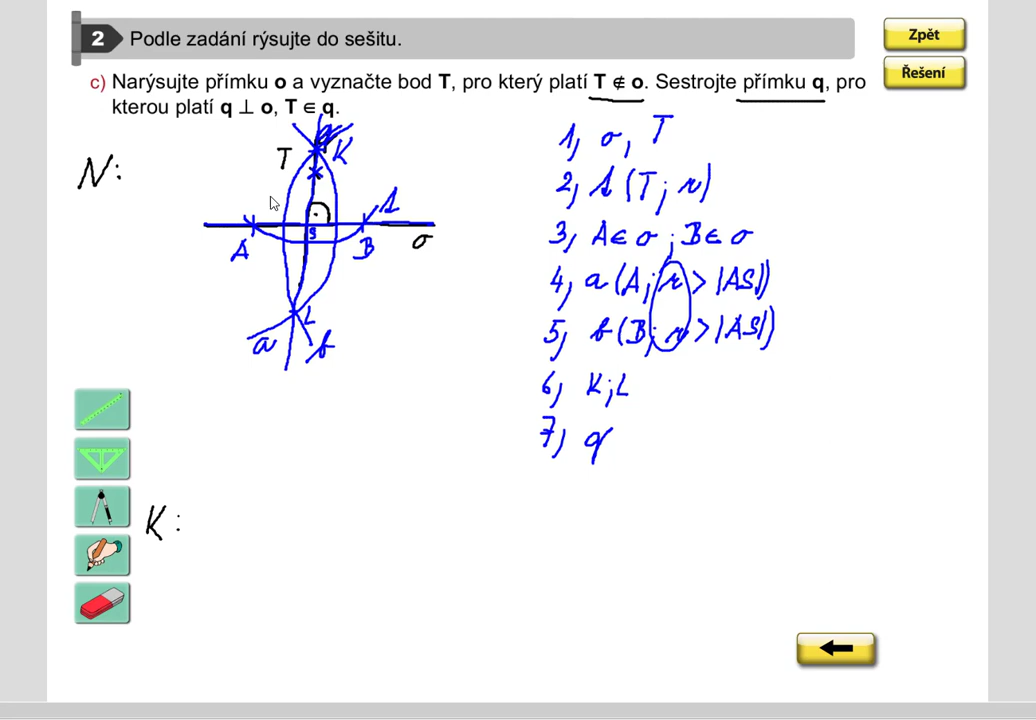 2 Podle zadání rýsujte do sešitu.
Zpět
Řešení
c) Narýsujte přímku o a vyznačte bod T, pro který platí T ∉ o. Sestrojte přímku q, pro
kterou platí q ⊥ o, T ∈ q.
N:
T
q
K
A
S
B
k
o
L
a
b
1, o, T
2, k (T; r)
3, A ∈ o; B ∈ o
4, a (A; r > |AS|)
5, b (B; r > |AS|)
6, K; L
7, q
K: